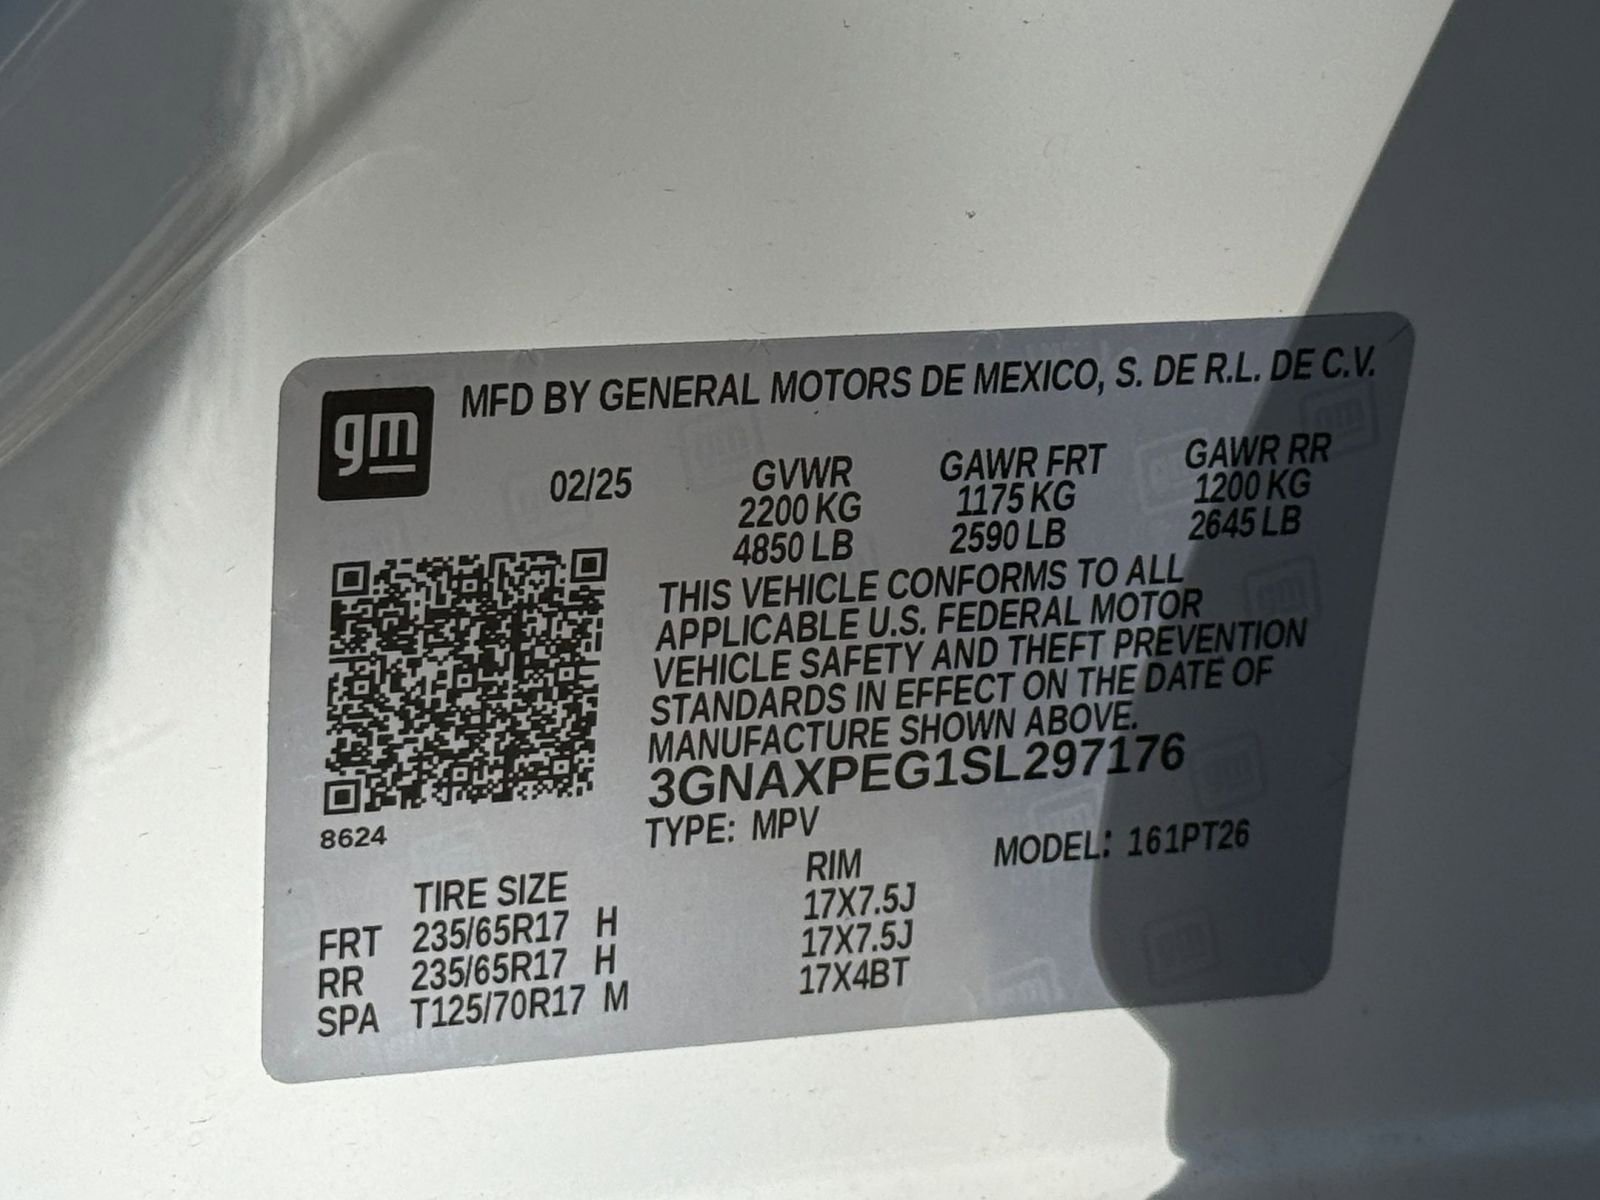 gm
MFD BY GENERAL MOTORS DE MEXICO, S. DE R.L. DE C.V.
02/25 GVWR GAWR FRT GAWR RR
2200 KG 1175 KG 1200 KG
4850 LB 2590 LB 2645 LB
THIS VEHICLE CONFORMS TO ALL
APPLICABLE U.S. FEDERAL MOTOR
VEHICLE SAFETY AND THEFT PREVENTION
STANDARDS IN EFFECT ON THE DATE OF
MANUFACTURE SHOWN ABOVE.
3GNAXPEG1SL297176
8624
TYPE: MPV MODEL: 161PT26
TIRE SIZE RIM
FRT 235/65R17 H 17X7.5J
RR 235/65R17 H 17X7.5J
SPA T125/70R17 M 17X4BT